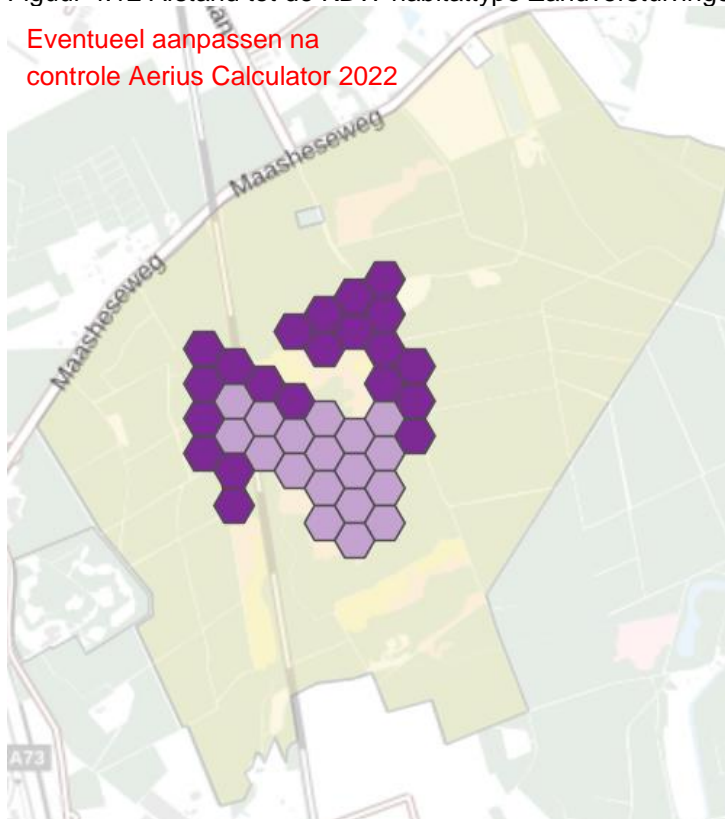 Eventueel aanpassen na
controle Aerius Calculator 2022
Maasheseweg
Maasheseweg
A73